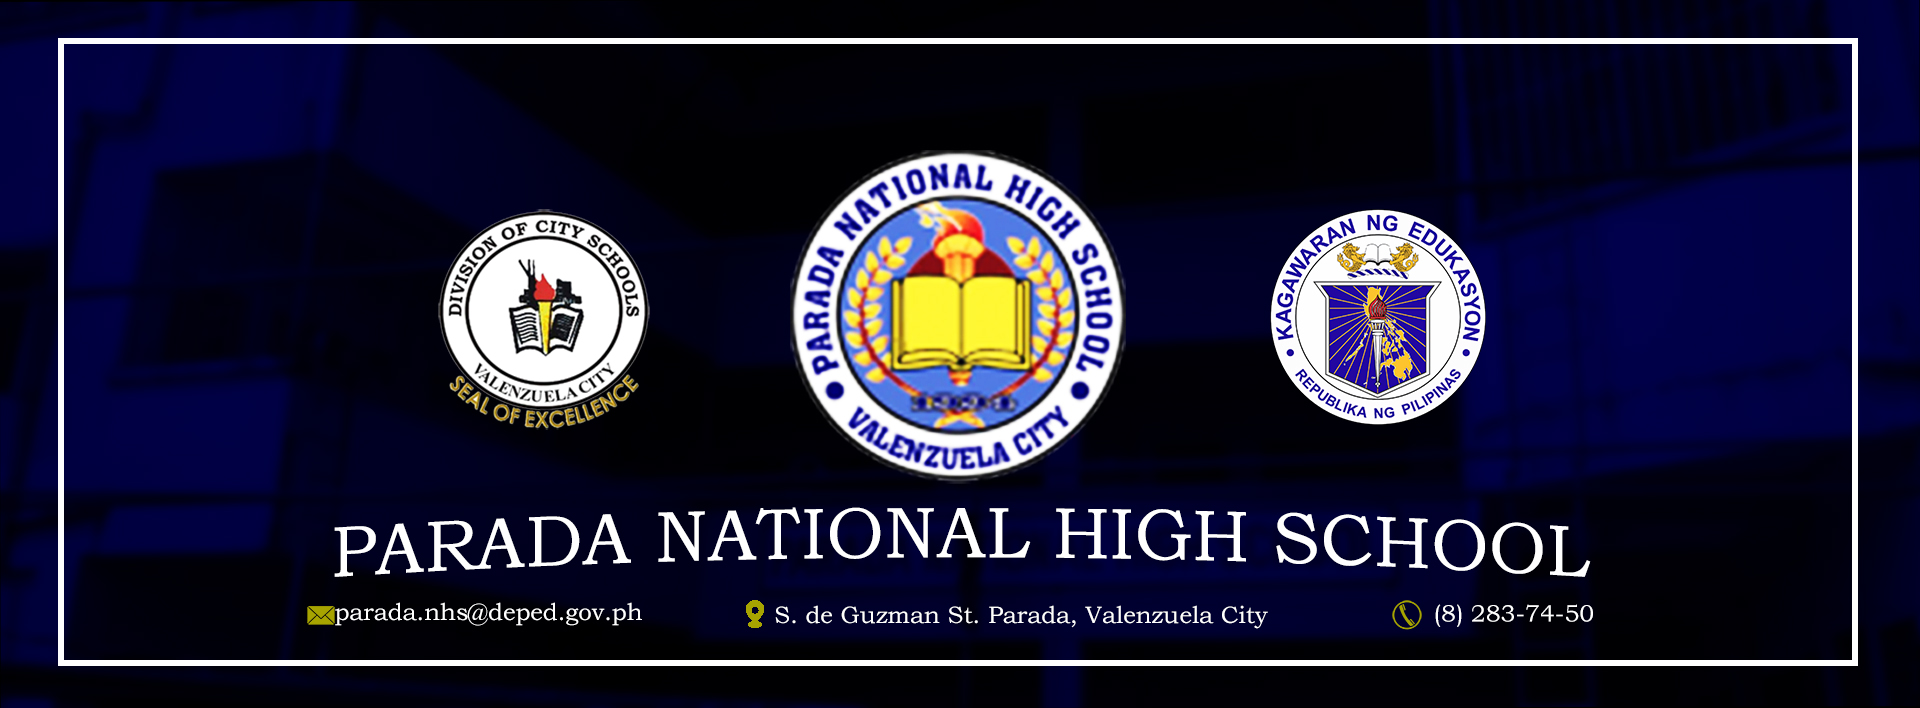 DIVISION OF CITY SCHOOLS
VALENZUELA CITY
SEAL OF EXCELLENCE
PARADA NATIONAL HIGH SCHOOL
VALENZUELA CITY
KAGAWARAN NG EDUKASYON
REPUBLIKA NG PILIPINAS
PARADA NATIONAL HIGH SCHOOL
parada.nhs@deped.gov.ph
S. de Guzman St. Parada, Valenzuela City
(8) 283-74-50